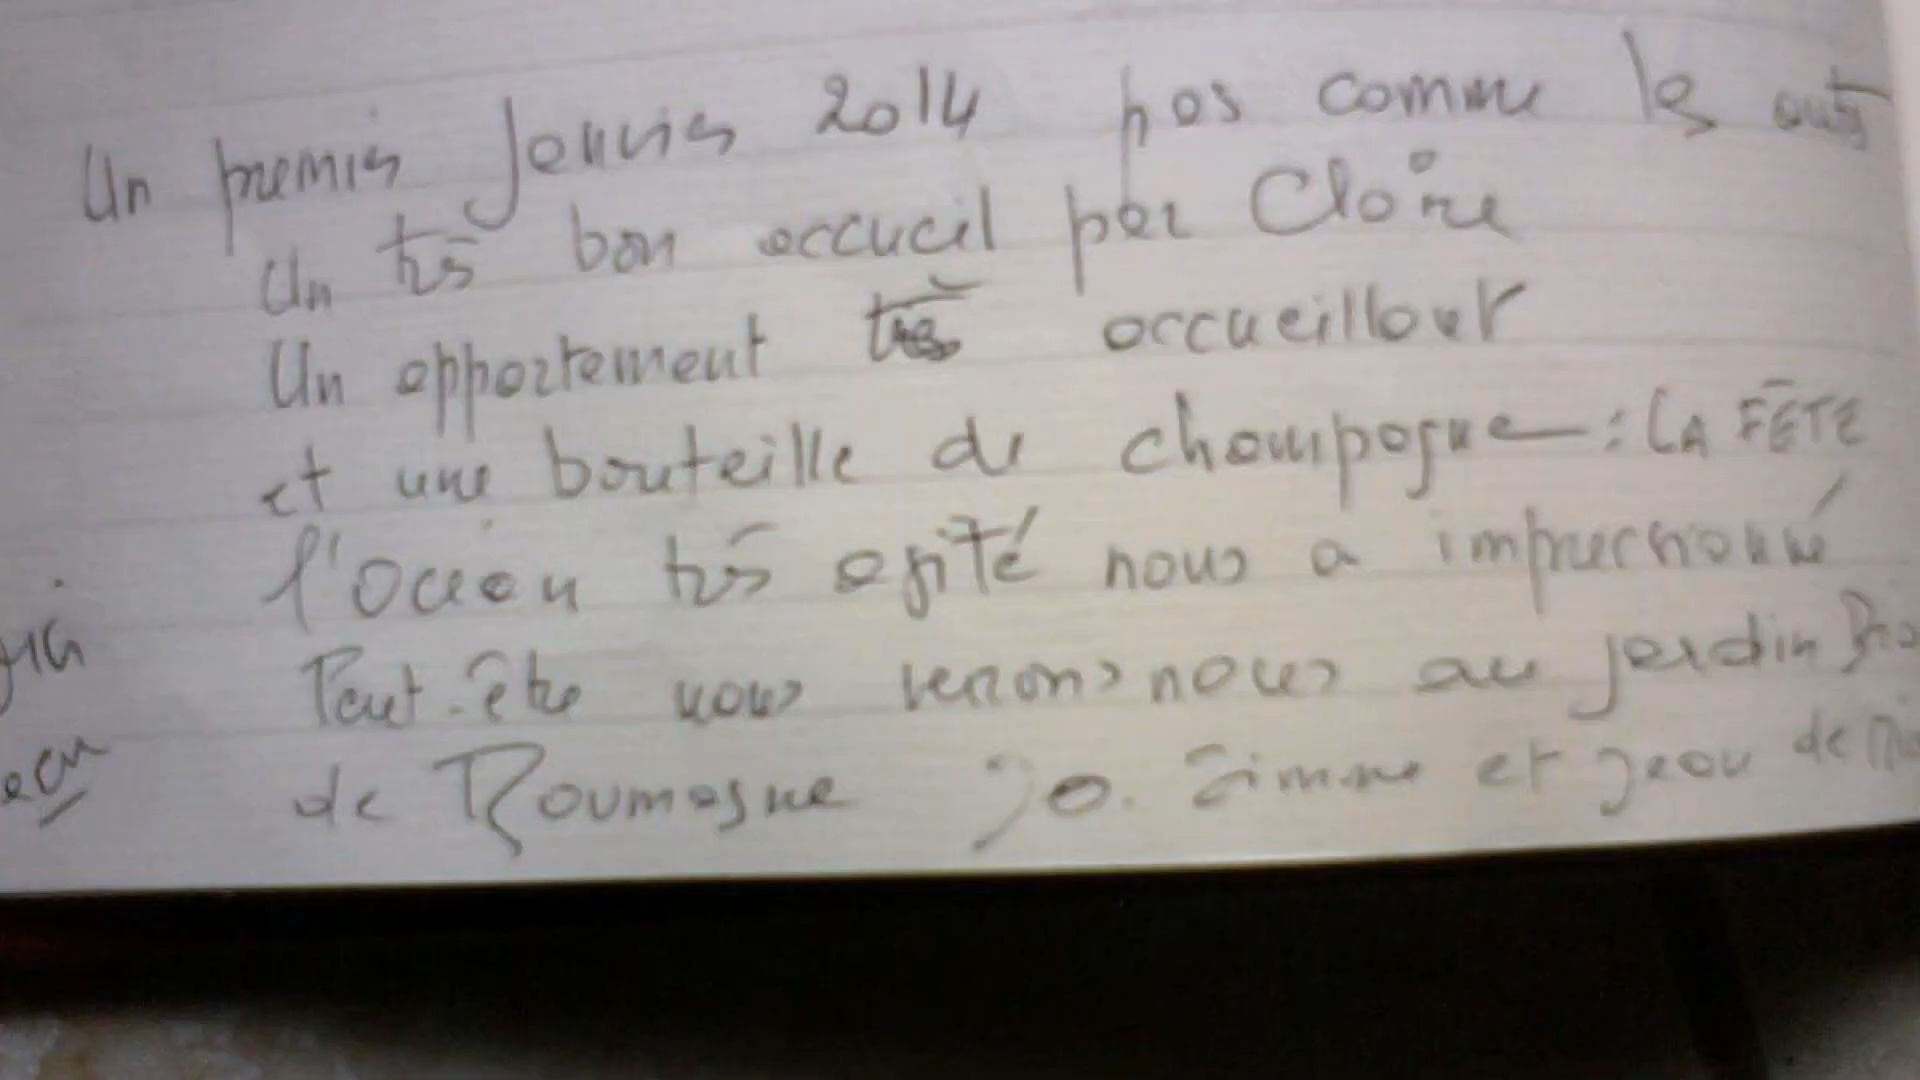 Un premier Janvier 2014 pas comme les autres
Un très bon accueil par Claire
Un appartement très accueillant
et une bouteille de champagne : LA FÊTE
l'océan très agité nous a imprecsionné
Peut-être nous verrons nous au jardin
de Roumagne Jo. et Jean